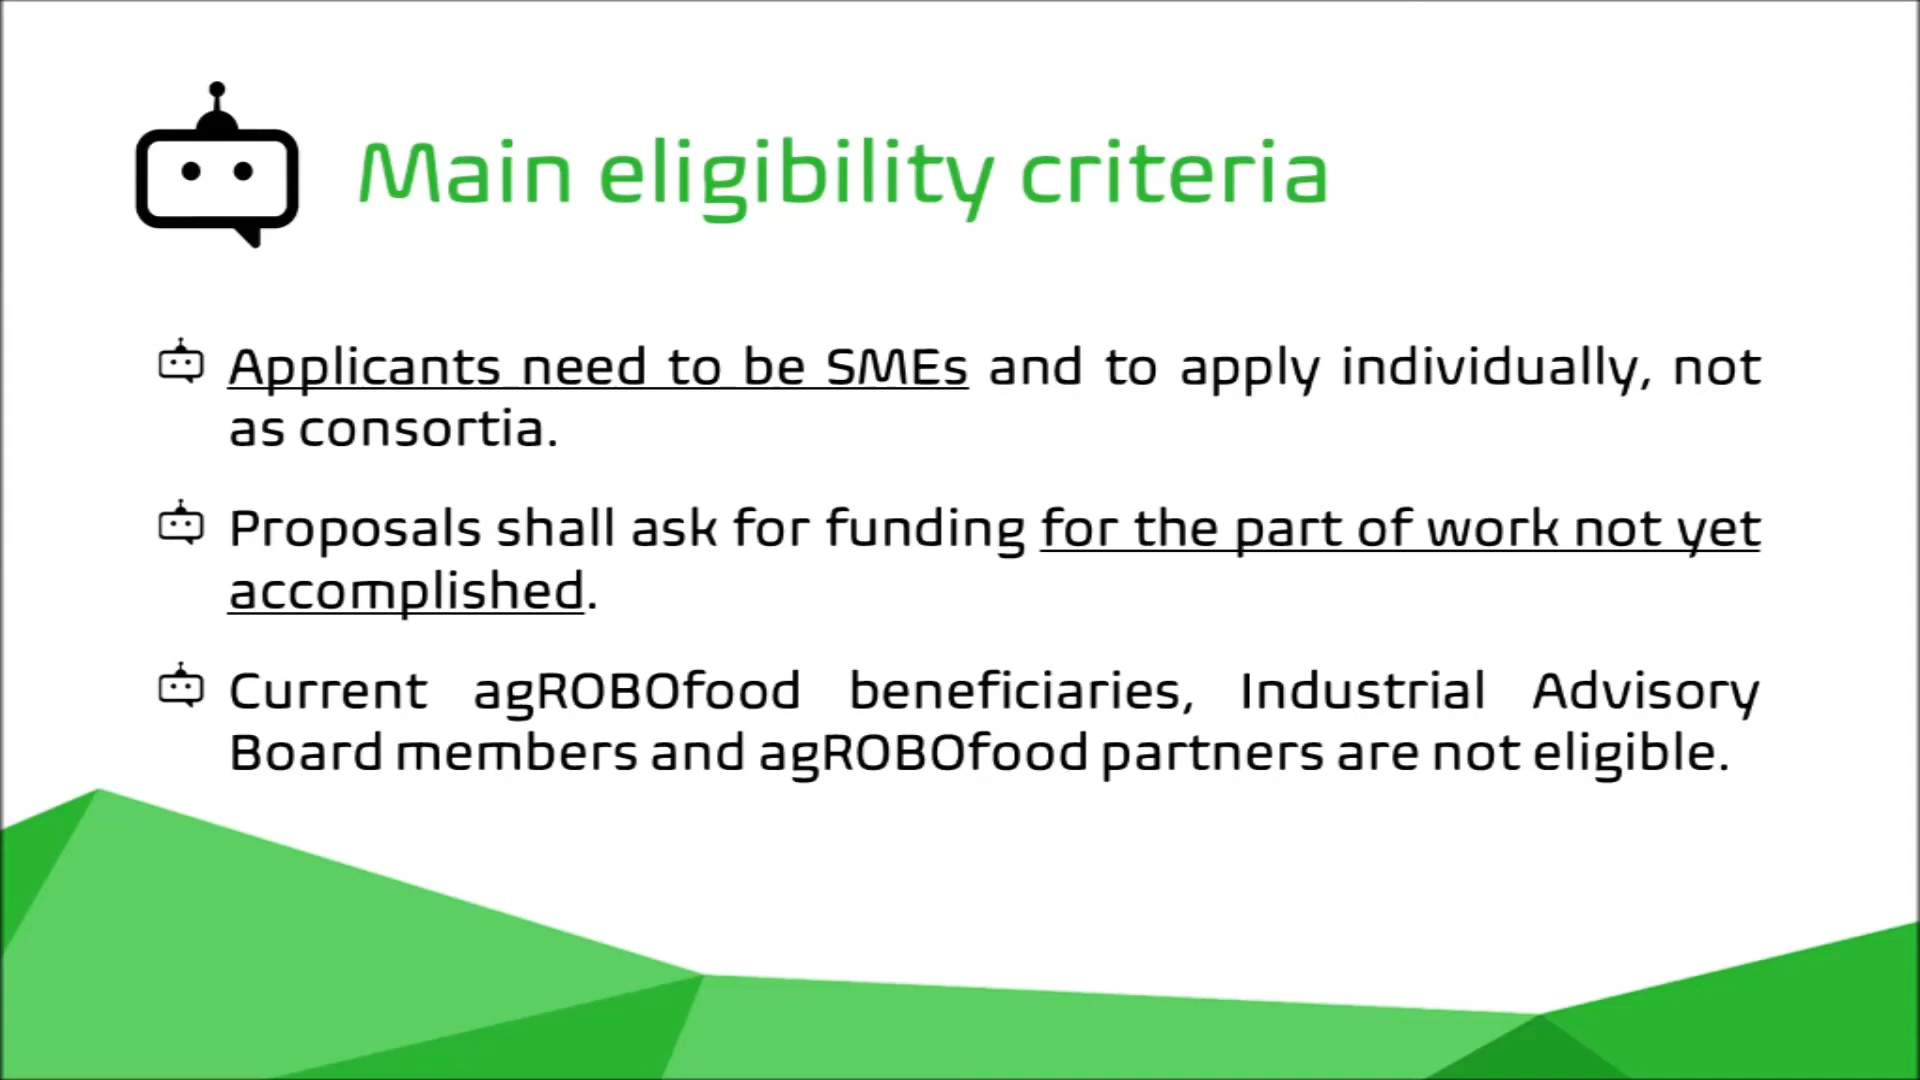 Main eligibility criteria
Applicants need to be SMEs and to apply individually, not
as consortia.
Proposals shall ask for funding for the part of work not yet
accomplished.
Current agROBOfood beneficiaries, Industrial Advisory
Board members and agROBOfood partners are not eligible.